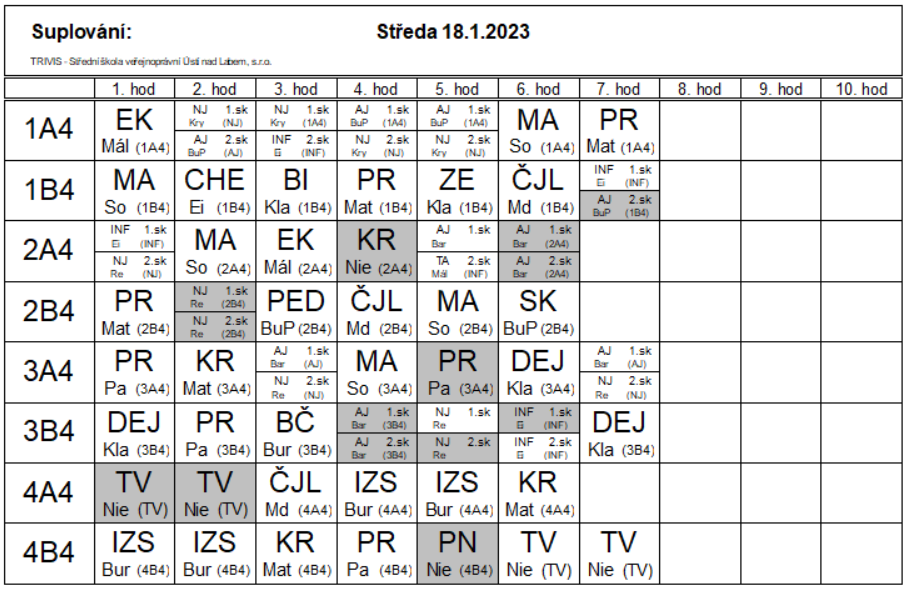 Suplování: Středa 18.1.2023
TRIVIS - Střední škola veřejnoprávní Ústí nad Labem, s.r.o.
1. hod 2. hod 3. hod 4. hod 5. hod 6. hod 7. hod 8. hod 9. hod 10. hod
1A4 EK NJ 1.sk NJ 1.sk AJ 1.sk AJ 1.sk MA PR
Kry (NJ) Kry (1A4) BuP (1A4) BuP (1A4)
AJ 2.sk INF 2.sk NJ 2.sk NJ 2.sk
Mál (1A4) BuP (AJ) Ei (INF) Kry (NJ) Kry (NJ) So (1A4) Mat (1A4)
1B4 MA CHE BI PR ZE ČJL INF 1.sk
Ei (INF)
AJ 2.sk
So (1B4) Ei (1B4) Kla (1B4) Mat (1B4) Kla (1B4) Md (1B4) BuP (1B4)
2A4 INF 1.sk MA EK KR AJ 1.sk AJ 1.sk
Ei (INF) Bar Bar (2A4)
NJ 2.sk TA 2.sk AJ 2.sk
Re (NJ) So (2A4) Mál (2A4) Nie (2A4) Mál (INF) Bar (2A4)
2B4 PR NJ 1.sk PED ČJL MA SK
Re (2B4)
NJ 2.sk
Mat (2B4) Re (2B4) BuP (2B4) Md (2B4) So (2B4) BuP (2B4)
3A4 PR KR AJ 1.sk MA PR DEJ AJ 1.sk
Bar (AJ) Bar (AJ)
NJ 2.sk NJ 2.sk
Pa (3A4) Mat (3A4) Re (NJ) So (3A4) Pa (3A4) Kla (3A4) Re (NJ)
3B4 DEJ PR BČ AJ 1.sk NJ 1.sk INF 1.sk DEJ
Bar (3B4) Re Ei (INF)
AJ 2.sk NJ 2.sk INF 2.sk
Kla (3B4) Pa (3B4) Bur (3B4) Bar (3B4) Re Ei (INF) Kla (3B4)
4A4 TV TV ČJL IZS IZS KR
Nie (TV) Nie (TV) Md (4A4) Bur (4A4) Bur (4A4) Mat (4A4)
4B4 IZS IZS KR PR PN TV TV
Bur (4B4) Bur (4B4) Mat (4B4) Pa (4B4) Nie (4B4) Nie (TV) Nie (TV)